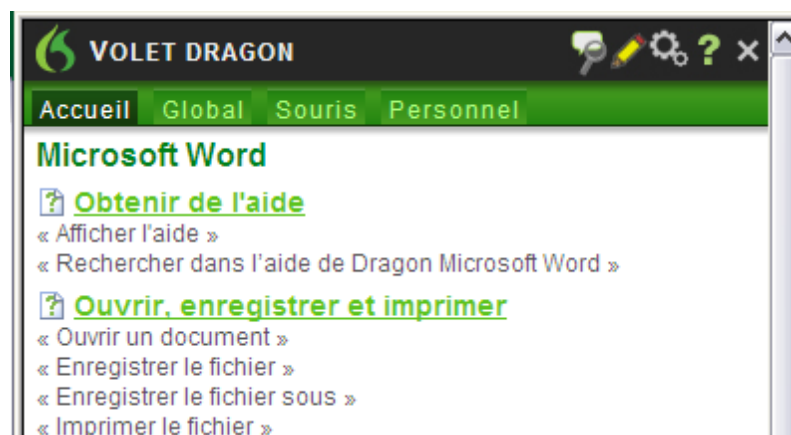 VOLET DRAGON
?
Accueil Global Souris Personnel
Microsoft Word
Obtenir de l'aide
« Afficher l'aide »
« Rechercher dans l'aide de Dragon Microsoft Word »
Ouvrir, enregistrer et imprimer
« Ouvrir un document »
« Enregistrer le fichier »
« Enregistrer le fichier sous »
« Imprimer le fichier »